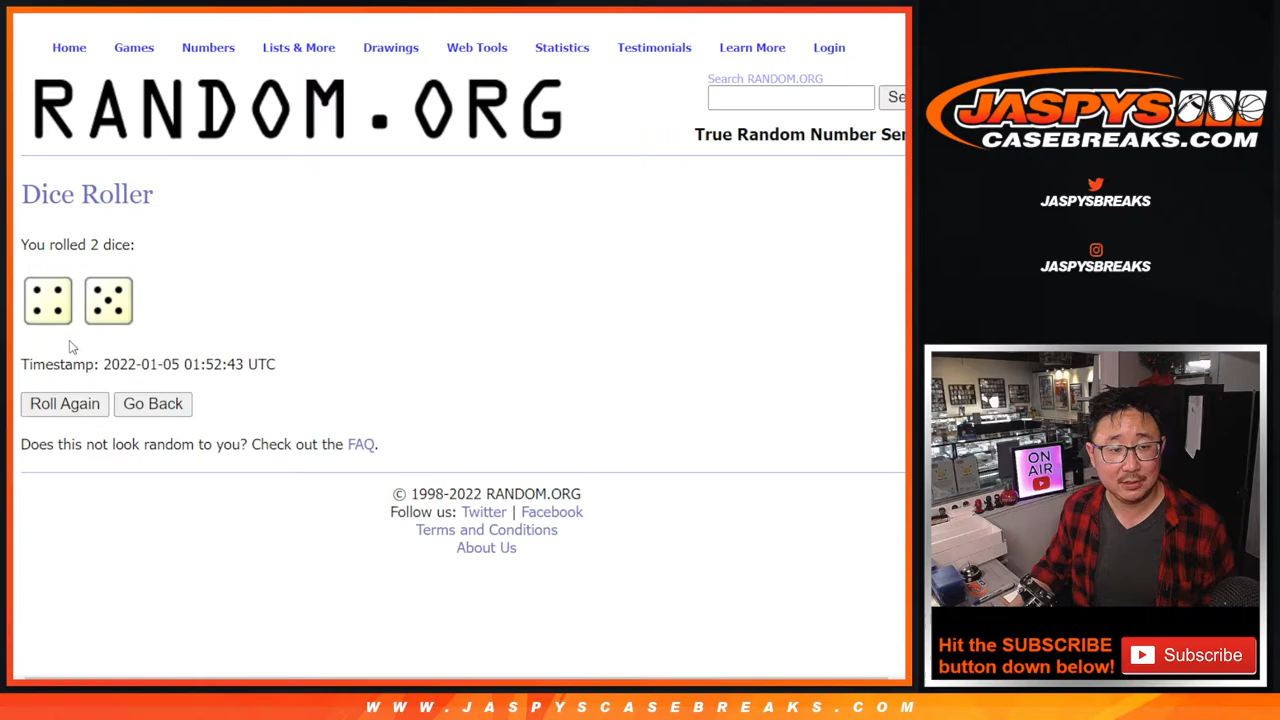 Home Games Numbers Lists & More Drawings Web Tools Statistics Testimonials Learn More Login
RANDOM.ORG
Search RANDOM.ORG
Se
True Random Number Ser
Dice Roller
You rolled 2 dice:
Timestamp: 2022-01-05 01:52:43 UTC
Roll Again Go Back
Does this not look random to you? Check out the FAQ.
© 1998-2022 RANDOM.ORG
Follow us: Twitter | Facebook
Terms and Conditions
About Us
JASPYS
CASEBREAKS.COM
JASPYSBREAKS
JASPYSBREAKS
ON
AIR
Hit the SUBSCRIBE
button down below!
Subscribe
WWW.JASPYSCASEBREAKS.COM